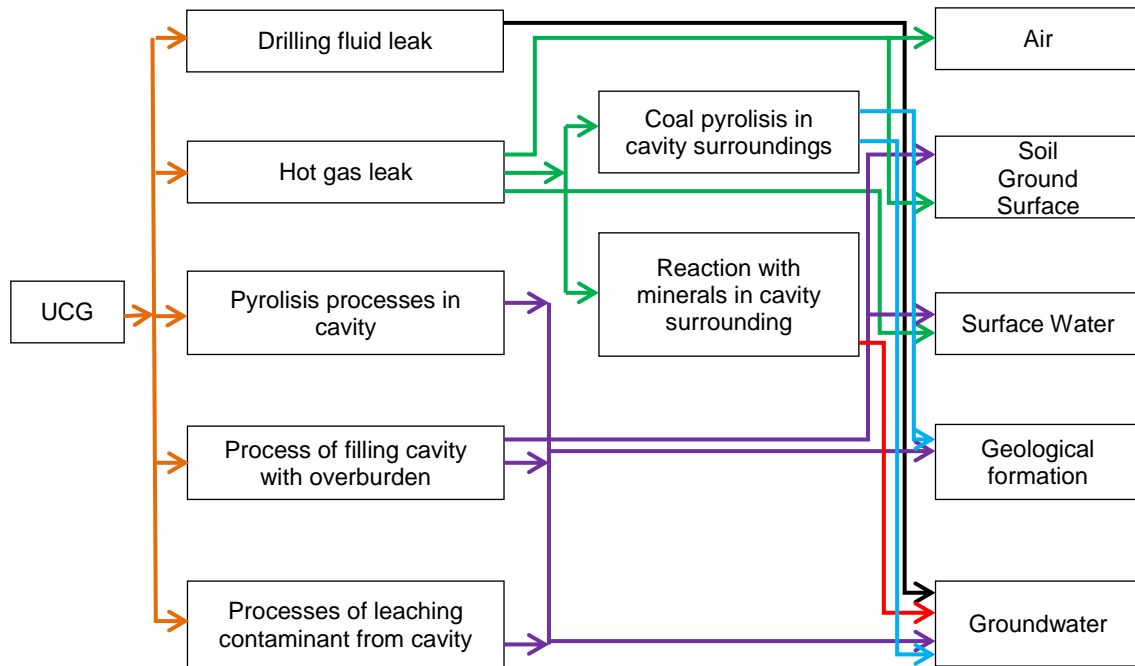 Drilling fluid leak
Air
Coal pyrolisis in
cavity surroundings
Hot gas leak
Soil
Ground
Surface
Reaction with
minerals in cavity
surrounding
UCG
Pyrolisis processes in
cavity
Surface Water
Process of filling cavity
with overburden
Geological
formation
Processes of leaching
contaminant from cavity
Groundwater